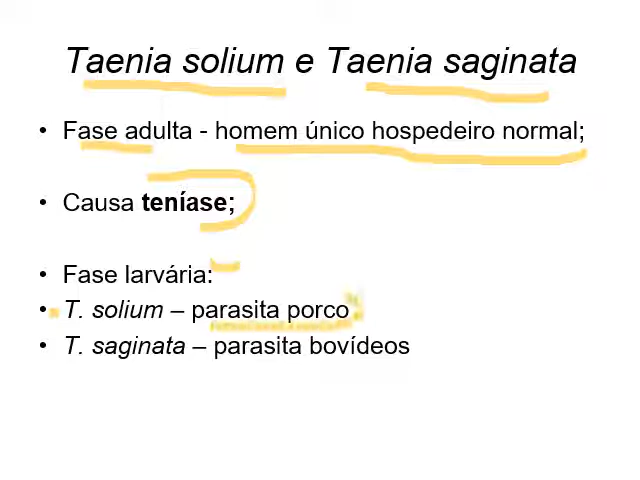 Taenia solium e Taenia saginata
• Fase adulta - homem único hospedeiro normal;
• Causa teníase;
• Fase larvária:
• T. solium – parasita porco
• T. saginata – parasita bovídeos